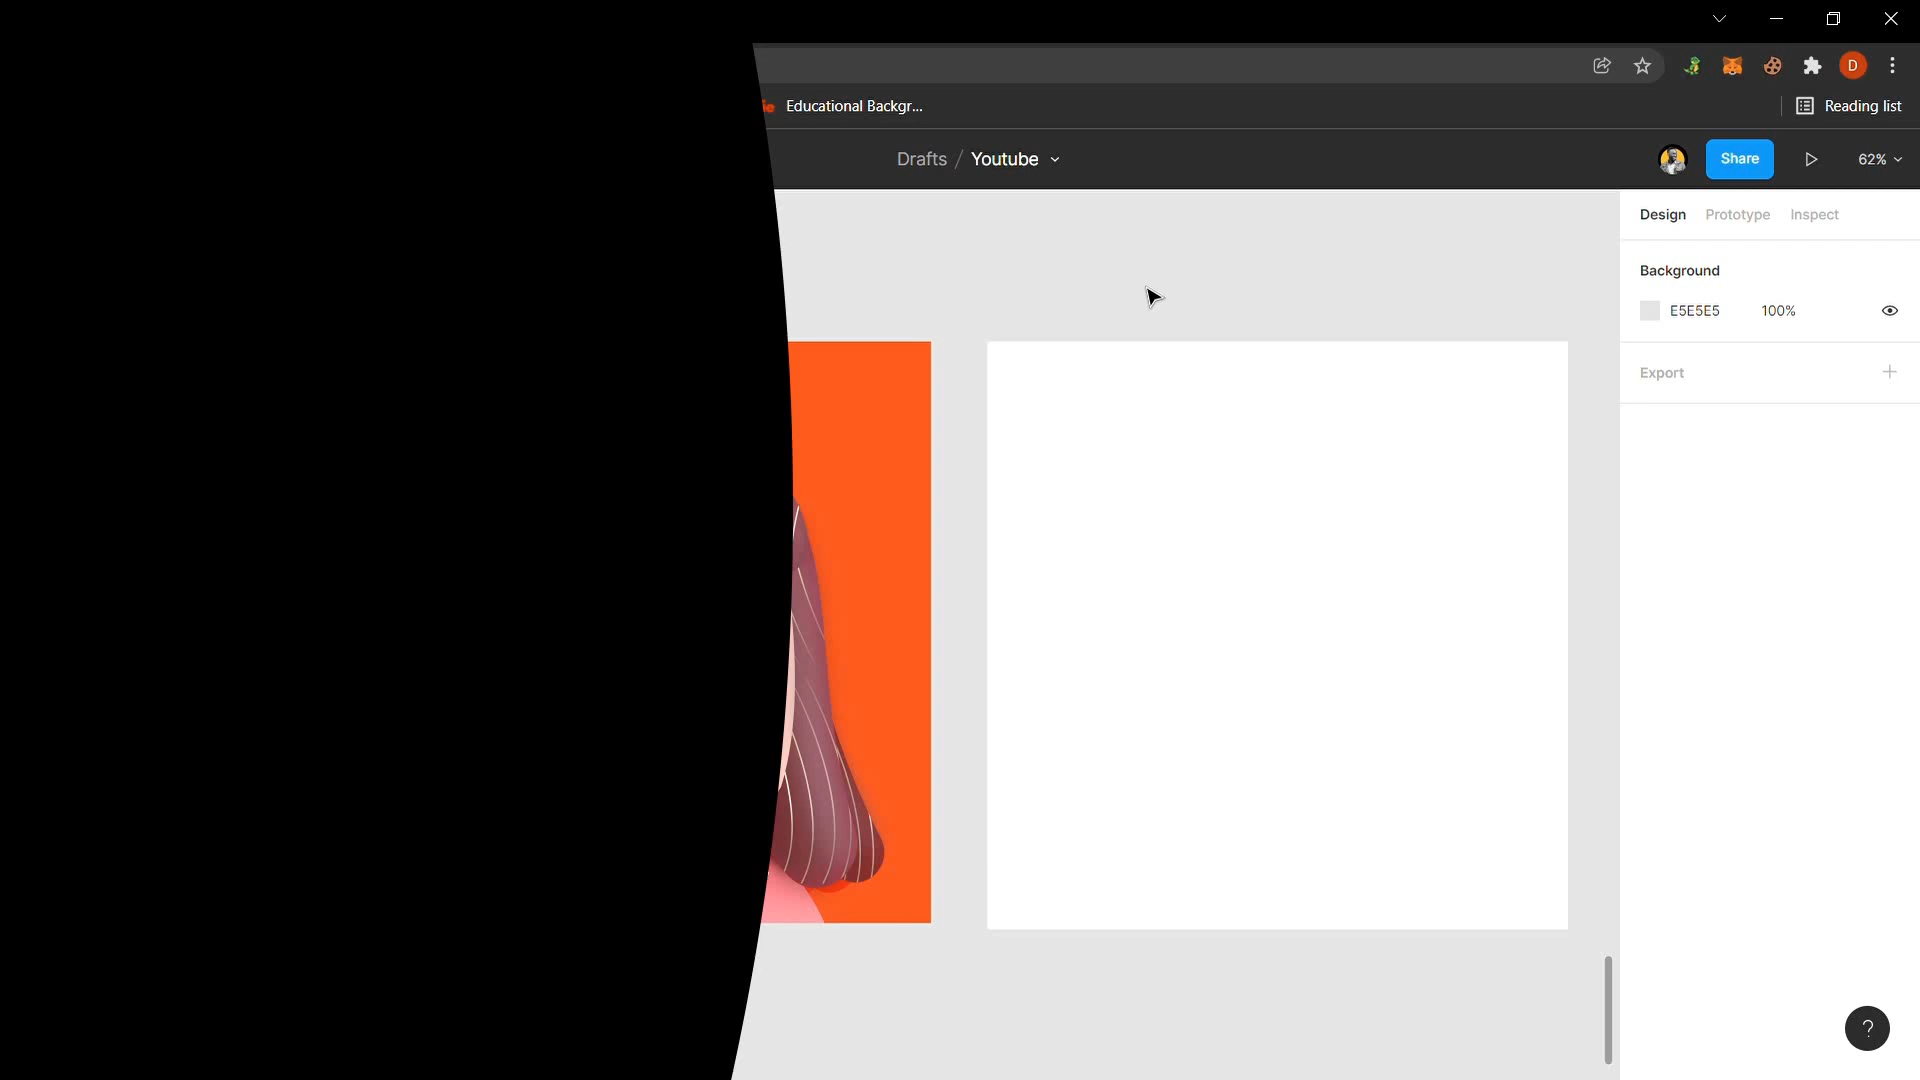 D
Educational Backgr...
Reading list
Drafts / Youtube
Share
62%
Design Prototype Inspect
Background
E5E5E5 100%
Export
?